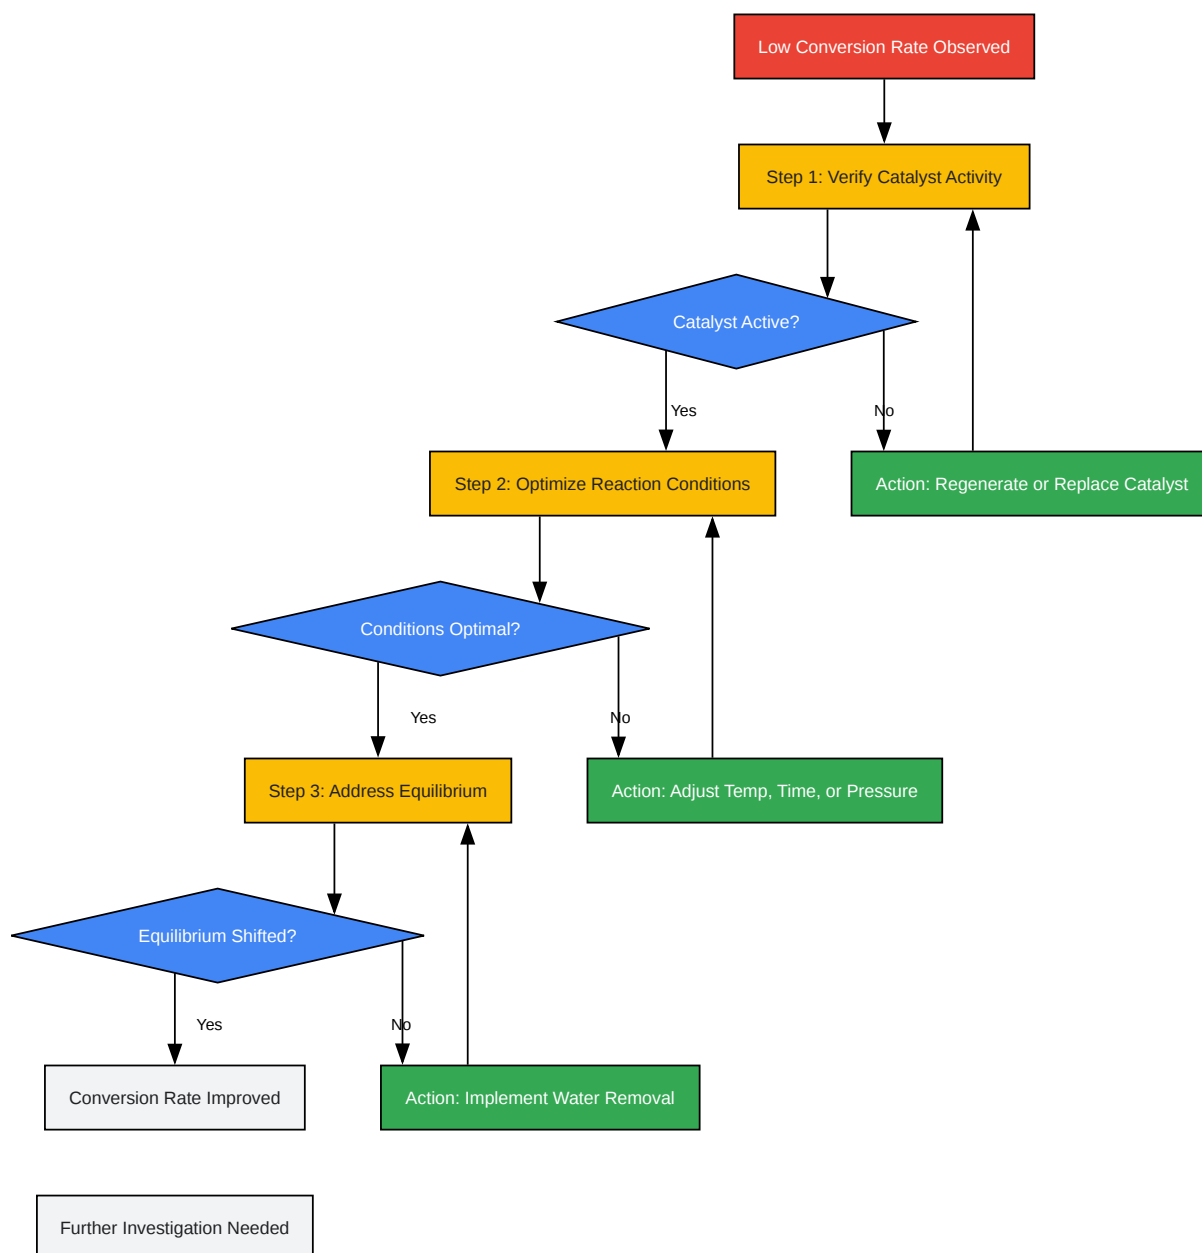 Low Conversion Rate Observed
Step 1: Verify Catalyst Activity
Catalyst Active?
Yes
No
Step 2: Optimize Reaction Conditions
Action: Regenerate or Replace Catalyst
Conditions Optimal?
Yes
No
Step 3: Address Equilibrium
Action: Adjust Temp, Time, or Pressure
Equilibrium Shifted?
Yes
No
Conversion Rate Improved
Action: Implement Water Removal
Further Investigation Needed